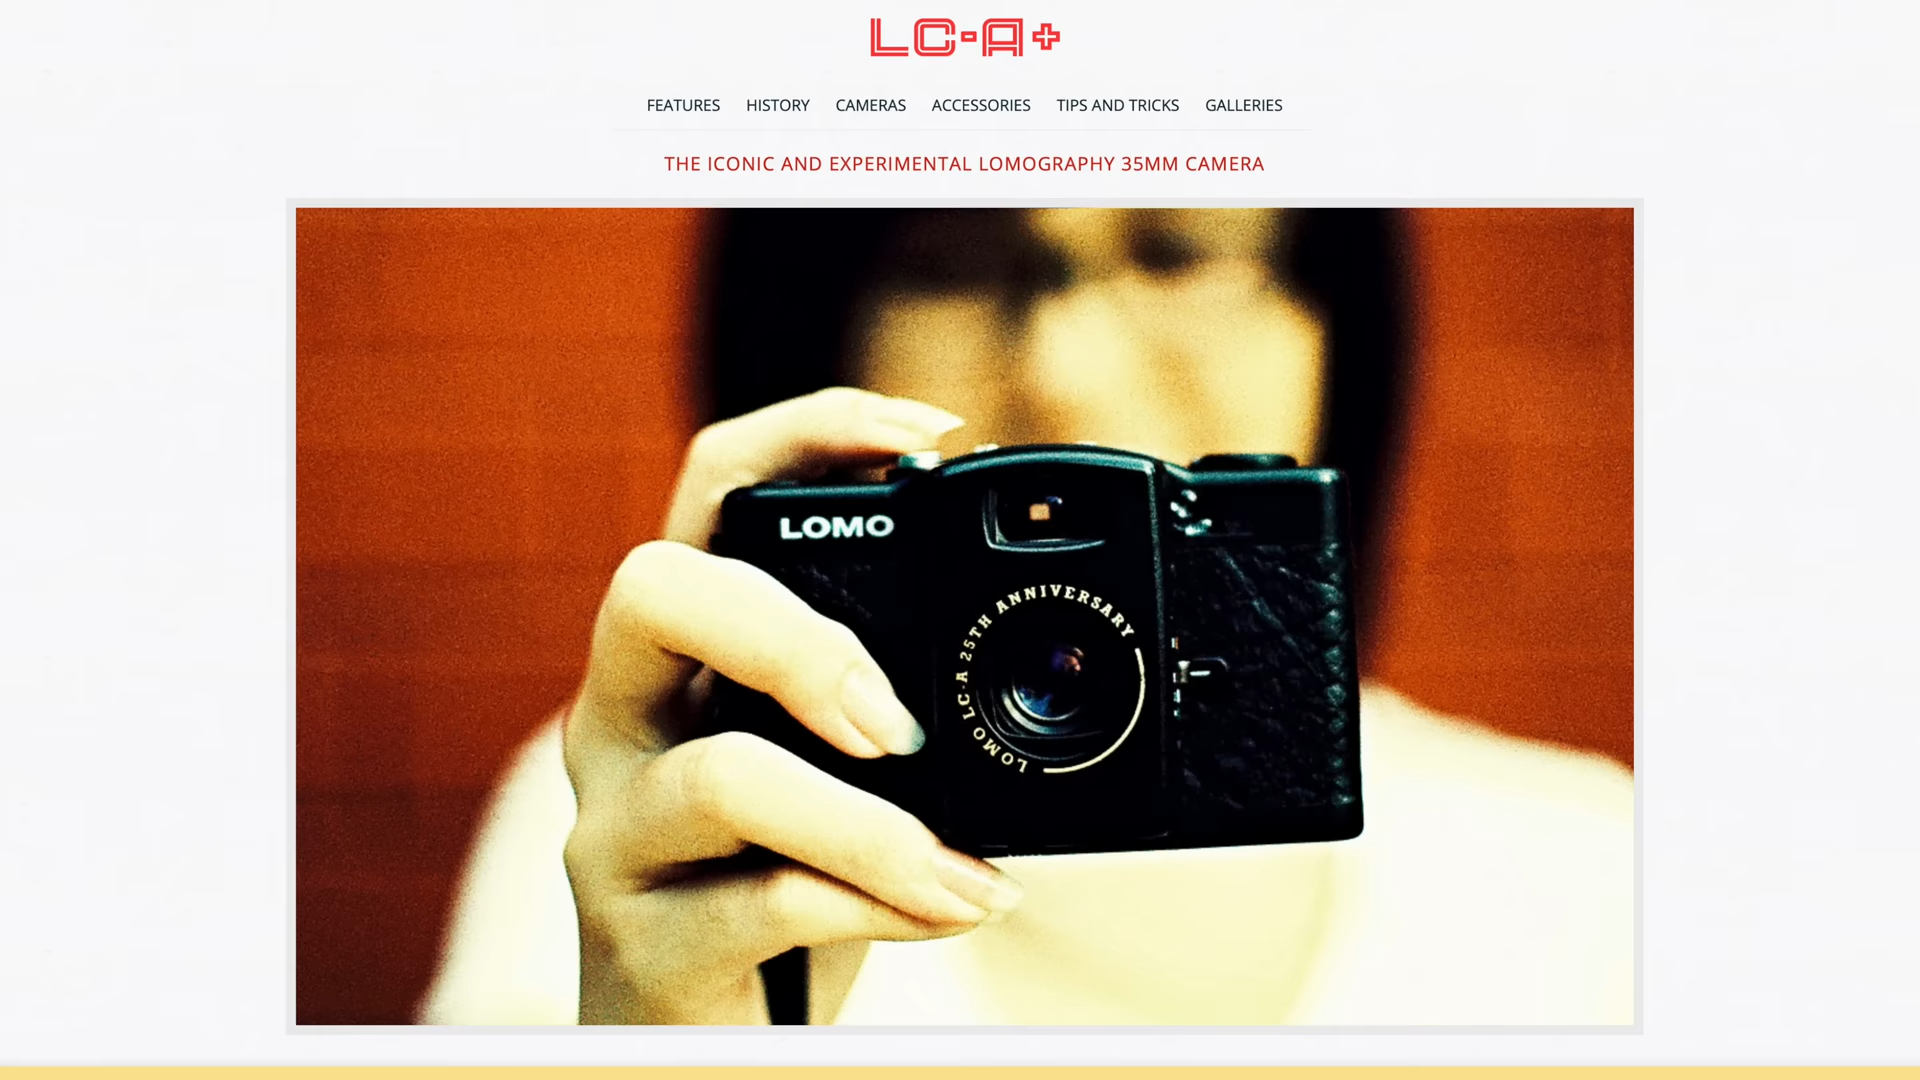 LC-A+
FEATURES HISTORY CAMERAS ACCESSORIES TIPS AND TRICKS GALLERIES
THE ICONIC AND EXPERIMENTAL LOMOGRAPHY 35MM CAMERA
LOMO
LOMO LC-A 25TH ANNIVERSARY